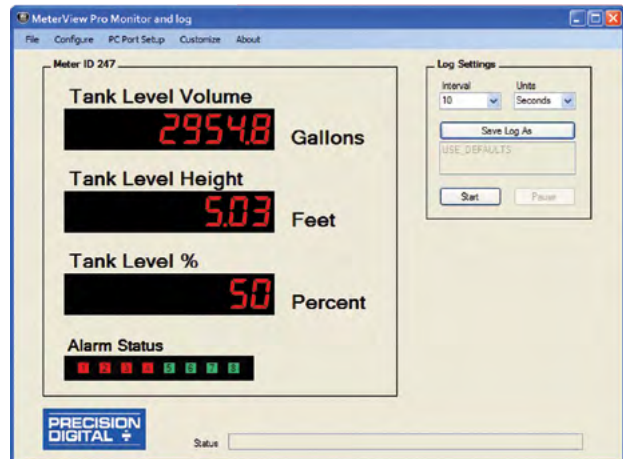 MeterView Pro Monitor and log
File Configure PC Port Setup Customize About
Meter ID 247
Tank Level Volume
2954.8 Gallons
Tank Level Height
5.03 Feet
Tank Level %
50 Percent
Alarm Status
1 2 3 4 5 6 7 8
Log Settings
Interval Units
10 Seconds
Save Log As
USE_DEFAULTS
Start Pause
PRECISION
DIGITAL
Status